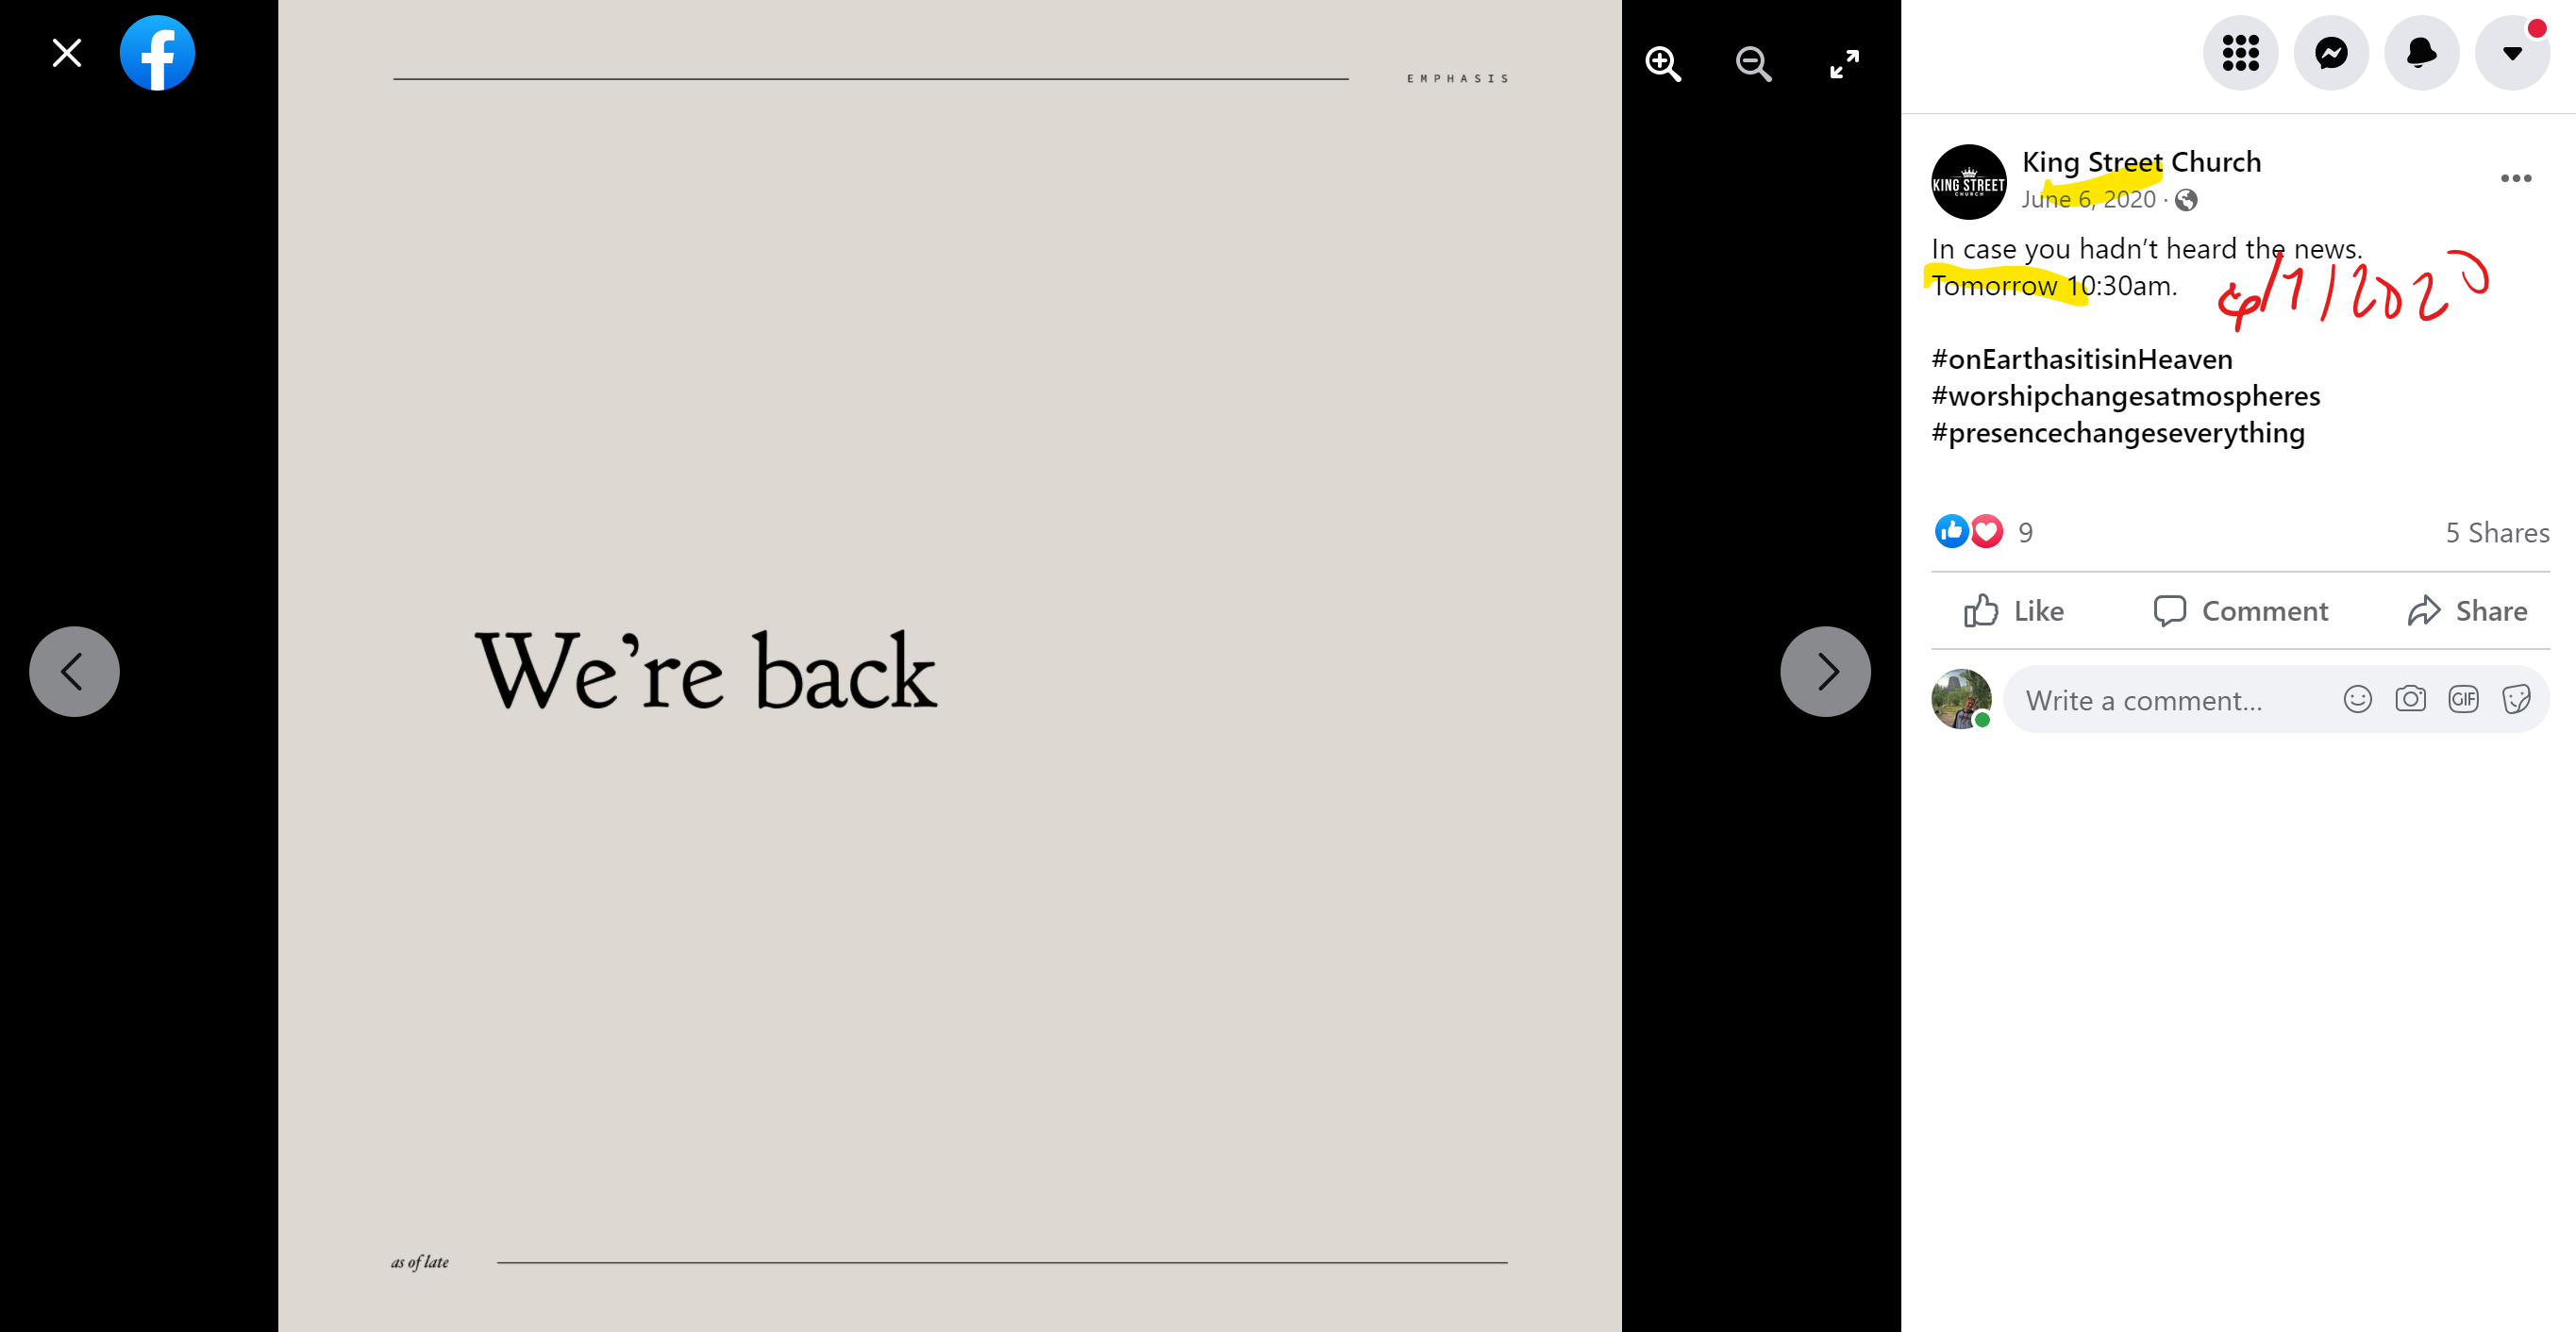 EMPHASIS
We’re back
as of late
KING STREET
CHURCH
King Street Church
June 6, 2020 ·
In case you hadn’t heard the news.
Tomorrow 10:30am.
/7/2020
#onEarthasitisinHeaven
#worshipchangesatmospheres
#presencechangeseverything
9
5 Shares
Like
Comment
Share
Write a comment…
GIF